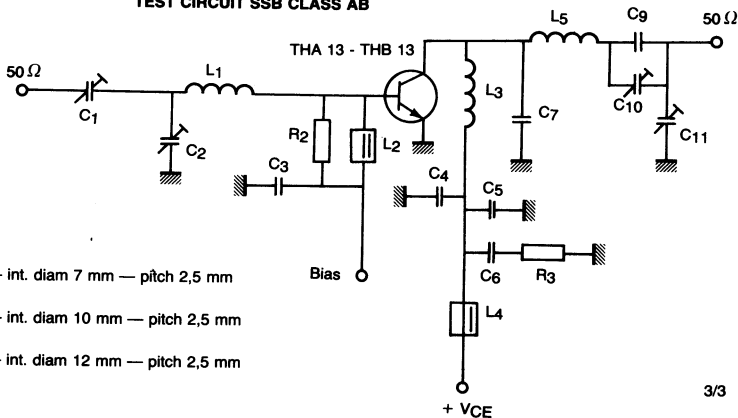 TEST CIRCUIT SSB CLASS AB
C9
L5
50 Ω
THA 13 - THB 13
50 Ω
L1
L3
C10
C1
R2
L2
C7
C11
C2
C3
C4
C5
Bias
C6
R3
- int. diam 7 mm — pitch 2,5 mm
L4
- int. diam 10 mm — pitch 2,5 mm
- int. diam 12 mm — pitch 2,5 mm
3/3
+ VCE